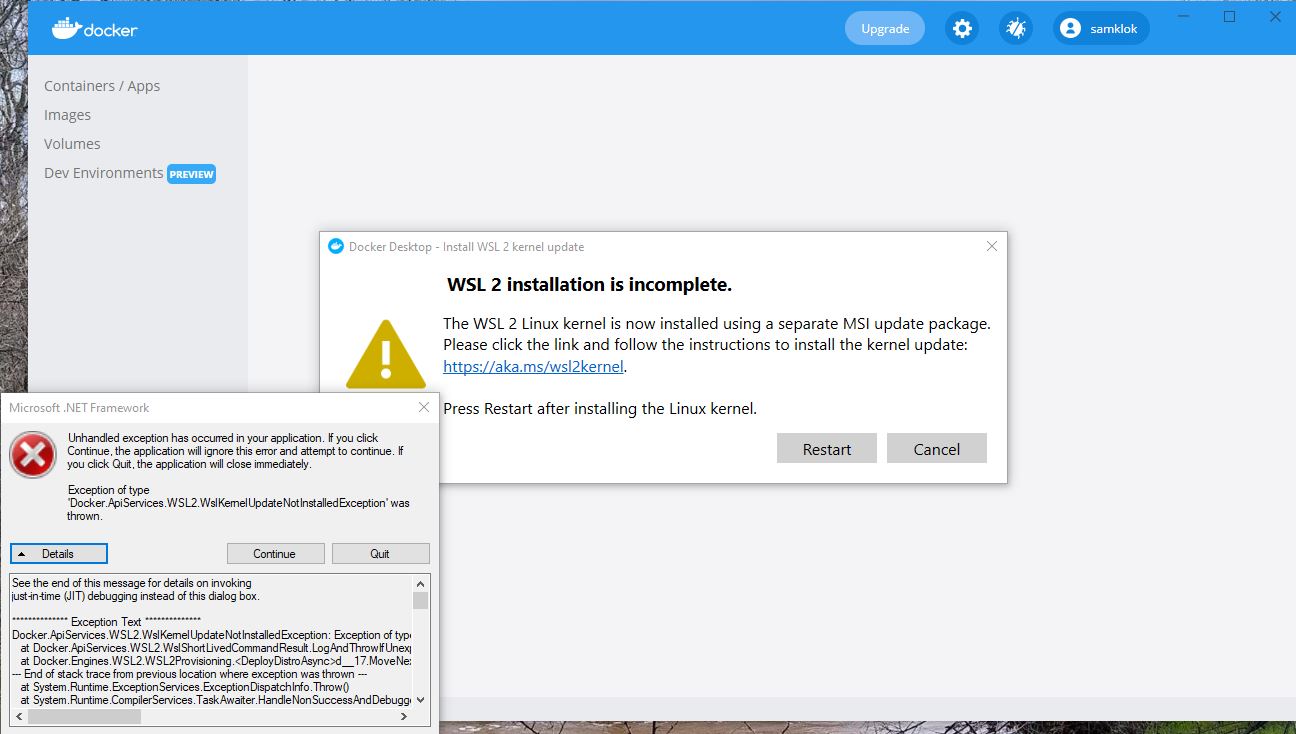 docker
Upgrade
samklok
Containers / Apps
Images
Volumes
Dev Environments PREVIEW
Docker Desktop - Install WSL 2 kernel update
WSL 2 installation is incomplete.
The WSL 2 Linux kernel is now installed using a separate MSI update package.
Please click the link and follow the instructions to install the kernel update:
https://aka.ms/wsl2kernel.
Press Restart after installing the Linux kernel.
Restart Cancel
Microsoft .NET Framework
Unhandled exception has occurred in your application. If you click
Continue, the application will ignore this error and attempt to continue. If
you click Quit, the application will close immediately.
Exception of type
'Docker.ApiServices.WSL2.WslKernelUpdateNotInstalledException' was
thrown.
Details Continue Quit
See the end of this message for details on invoking
just-in-time (JIT) debugging instead of this dialog box.
************** Exception Text **************
Docker.ApiServices.WSL2.WslKernelUpdateNotInstalledException: Exception of type
at Docker.ApiServices.WSL2.WslShortLivedCommandResult.LogAndThrowIfUnexp
at Docker.Engines.WSL2.WSL2Provisioning.<DeployDistroAsync>d__17.MoveNex
--- End of stack trace from previous location where exception was thrown ---
at System.Runtime.ExceptionServices.ExceptionDispatchInfo.Throw()
at System.Runtime.CompilerServices.TaskAwaiter.HandleNonSuccessAndDebugge